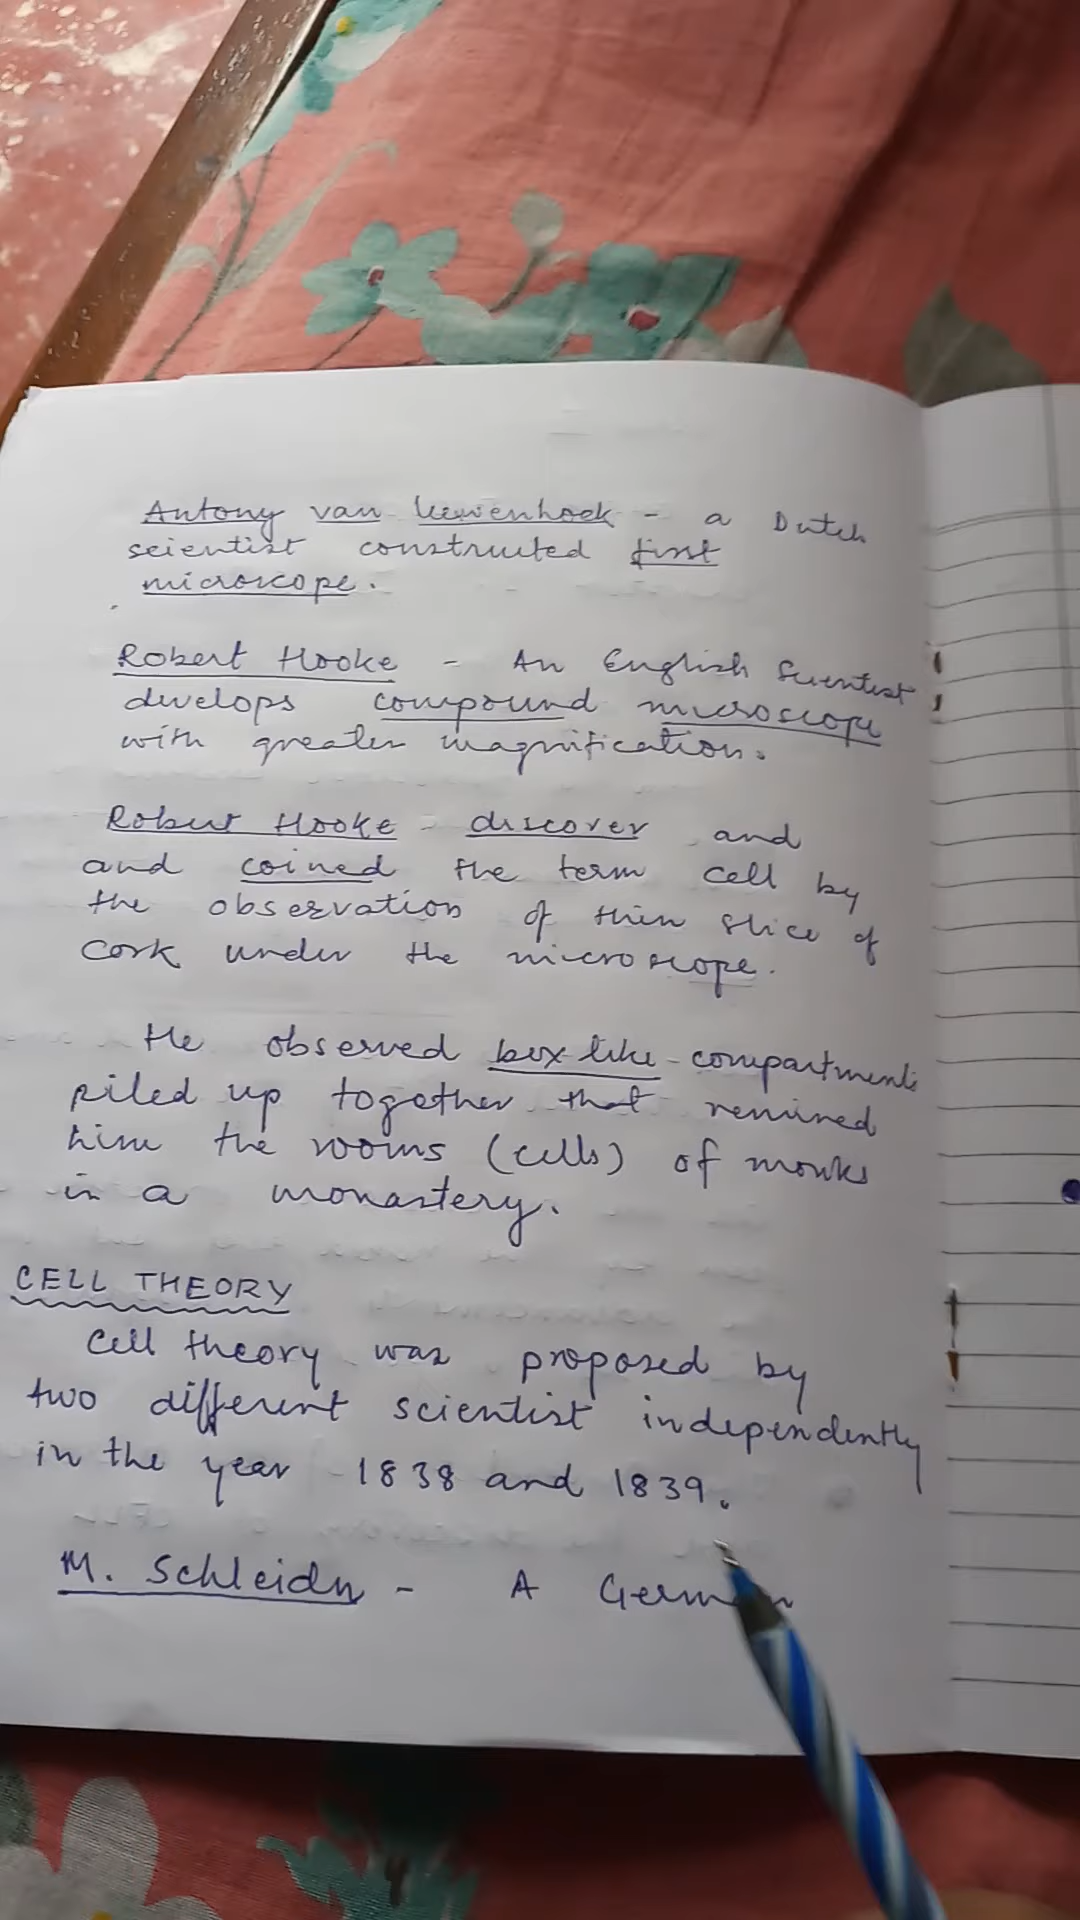 Antony van leewenhoek - a Dutch
scientist constructed first
microscope.
Robert Hooke - An English Scientist
develops compound microscope
with greater magnification.
Robert Hooke - discover and
and coined the term cell by
the observation of thin slice of
cork under the microscope.
He observed box-like compartments
piled up together that remined
him the rooms (cells) of monks
in a monastery.
CELL THEORY
Cell theory was proposed by
two different scientist independently
in the year 1838 and 1839.
M. Schleidn - A German